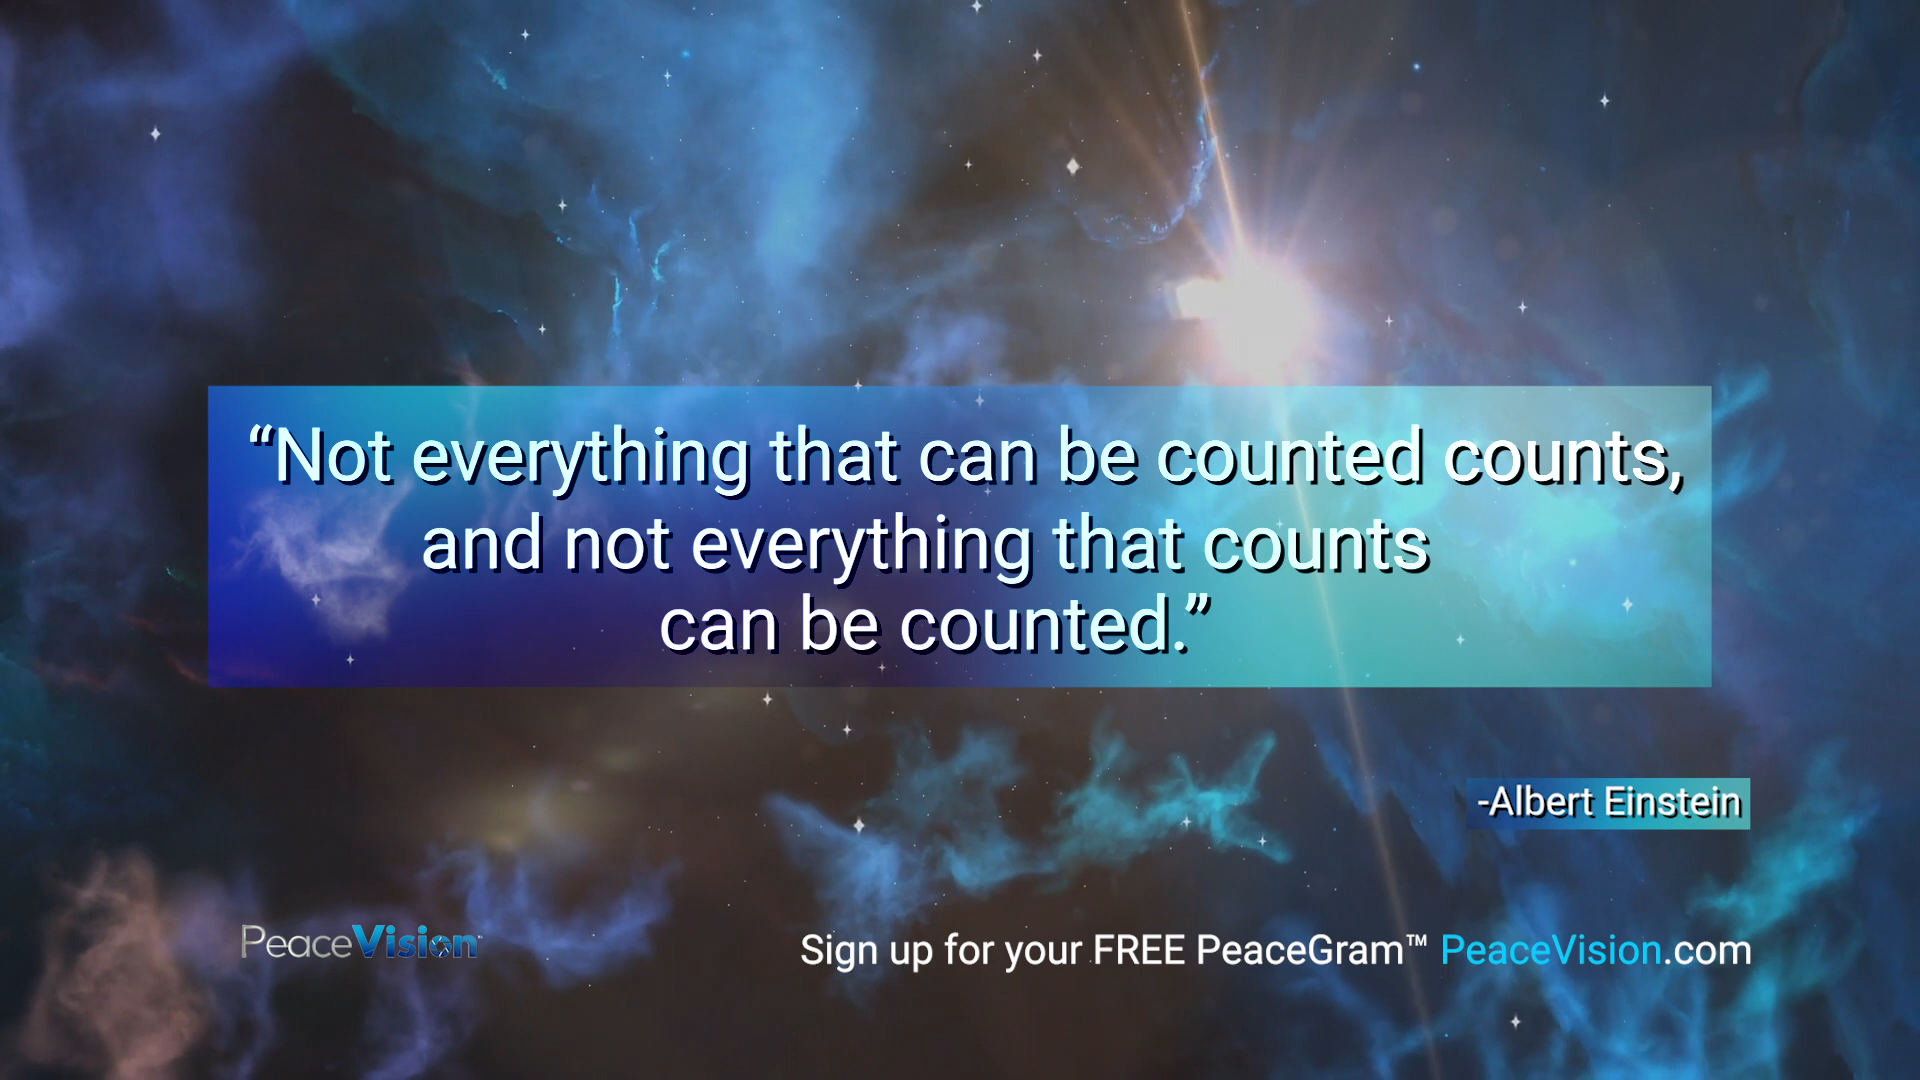 “Not everything that can be counted counts,
and not everything that counts
can be counted.”
-Albert Einstein
PeaceVision
Sign up for your FREE PeaceGram™ PeaceVision.com